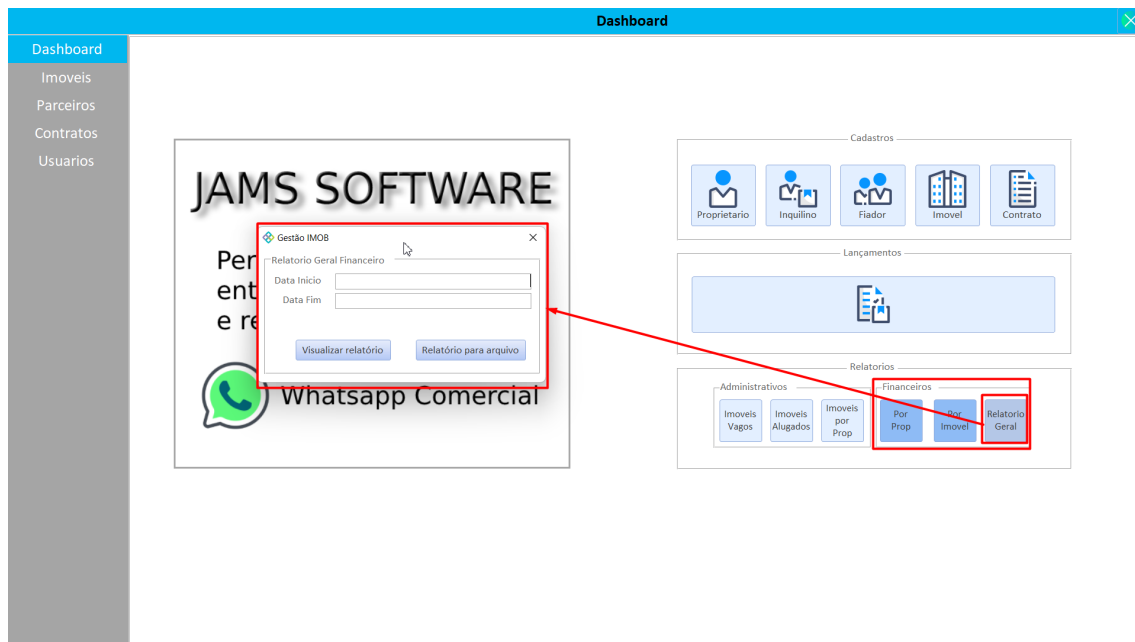 Dashboard
Dashboard
Imoveis
Parceiros
Contratos
Usuarios
JAMS SOFTWARE
Per
ent
e re
Whatsapp Comercial
Gestão IMOB
Relatorio Geral Financeiro
Data Inicio
Data Fim
Visualizar relatório
Relatório para arquivo
Cadastros
Proprietario
Inquilino
Fiador
Imovel
Contrato
Lançamentos
Relatorios
Administrativos
Imoveis
Vagos
Imoveis
Alugados
Imoveis
por
Prop
Financeiros
Por
Prop
Por
Imovel
Relatorio
Geral